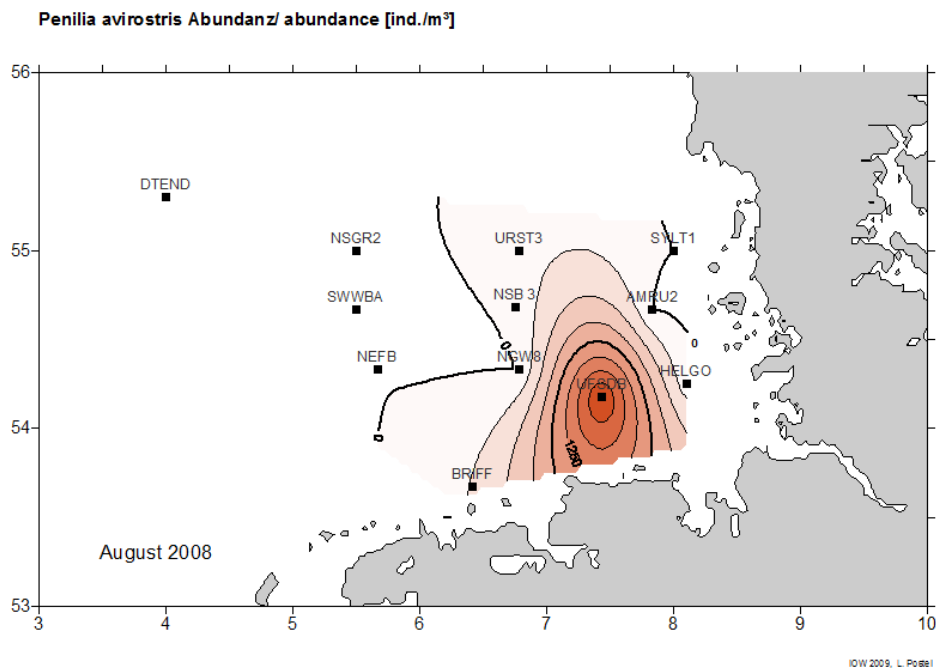 Penilia avirostris Abundanz/ abundance [ind./m³]
56
DTEND
NSGR2
URST3
SYLT1
55
SWWBA
NSB 3
AMRU2
0
0
NEFB
NGW8
HELGO
UFSDB
54
0
1280
BRIFF
August 2008
53
3
4
5
6
7
8
9
10
IOW 2009, L. Postel